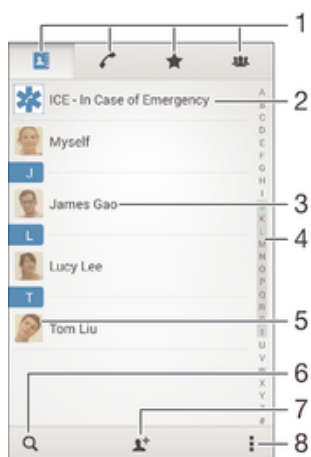 1
ICE - In Case of Emergency
2
Myself
J
James Gao
3
L
4
Lucy Lee
T
Tom Liu
5
6
7
8
A
B
C
D
E
F
G
H
I
J
K
L
M
N
O
P
Q
R
S
T
U
V
W
X
Y
Z
#